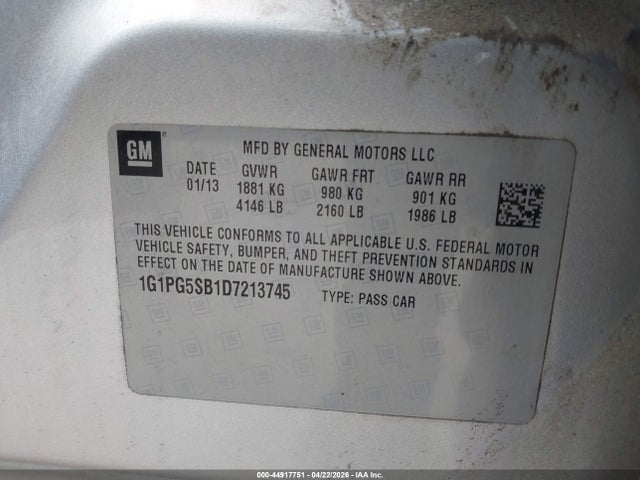 GM
MFD BY GENERAL MOTORS LLC
DATE GVWR GAWR FRT GAWR RR
01/13 1881 KG 980 KG 901 KG
4146 LB 2160 LB 1986 LB
THIS VEHICLE CONFORMS TO ALL APPLICABLE U.S. FEDERAL MOTOR
VEHICLE SAFETY, BUMPER, AND THEFT PREVENTION STANDARDS IN
EFFECT ON THE DATE OF MANUFACTURE SHOWN ABOVE.
1G1PG5SB1D7213745 TYPE: PASS CAR
000-44917751 - 04/22/2026 - IAA Inc.